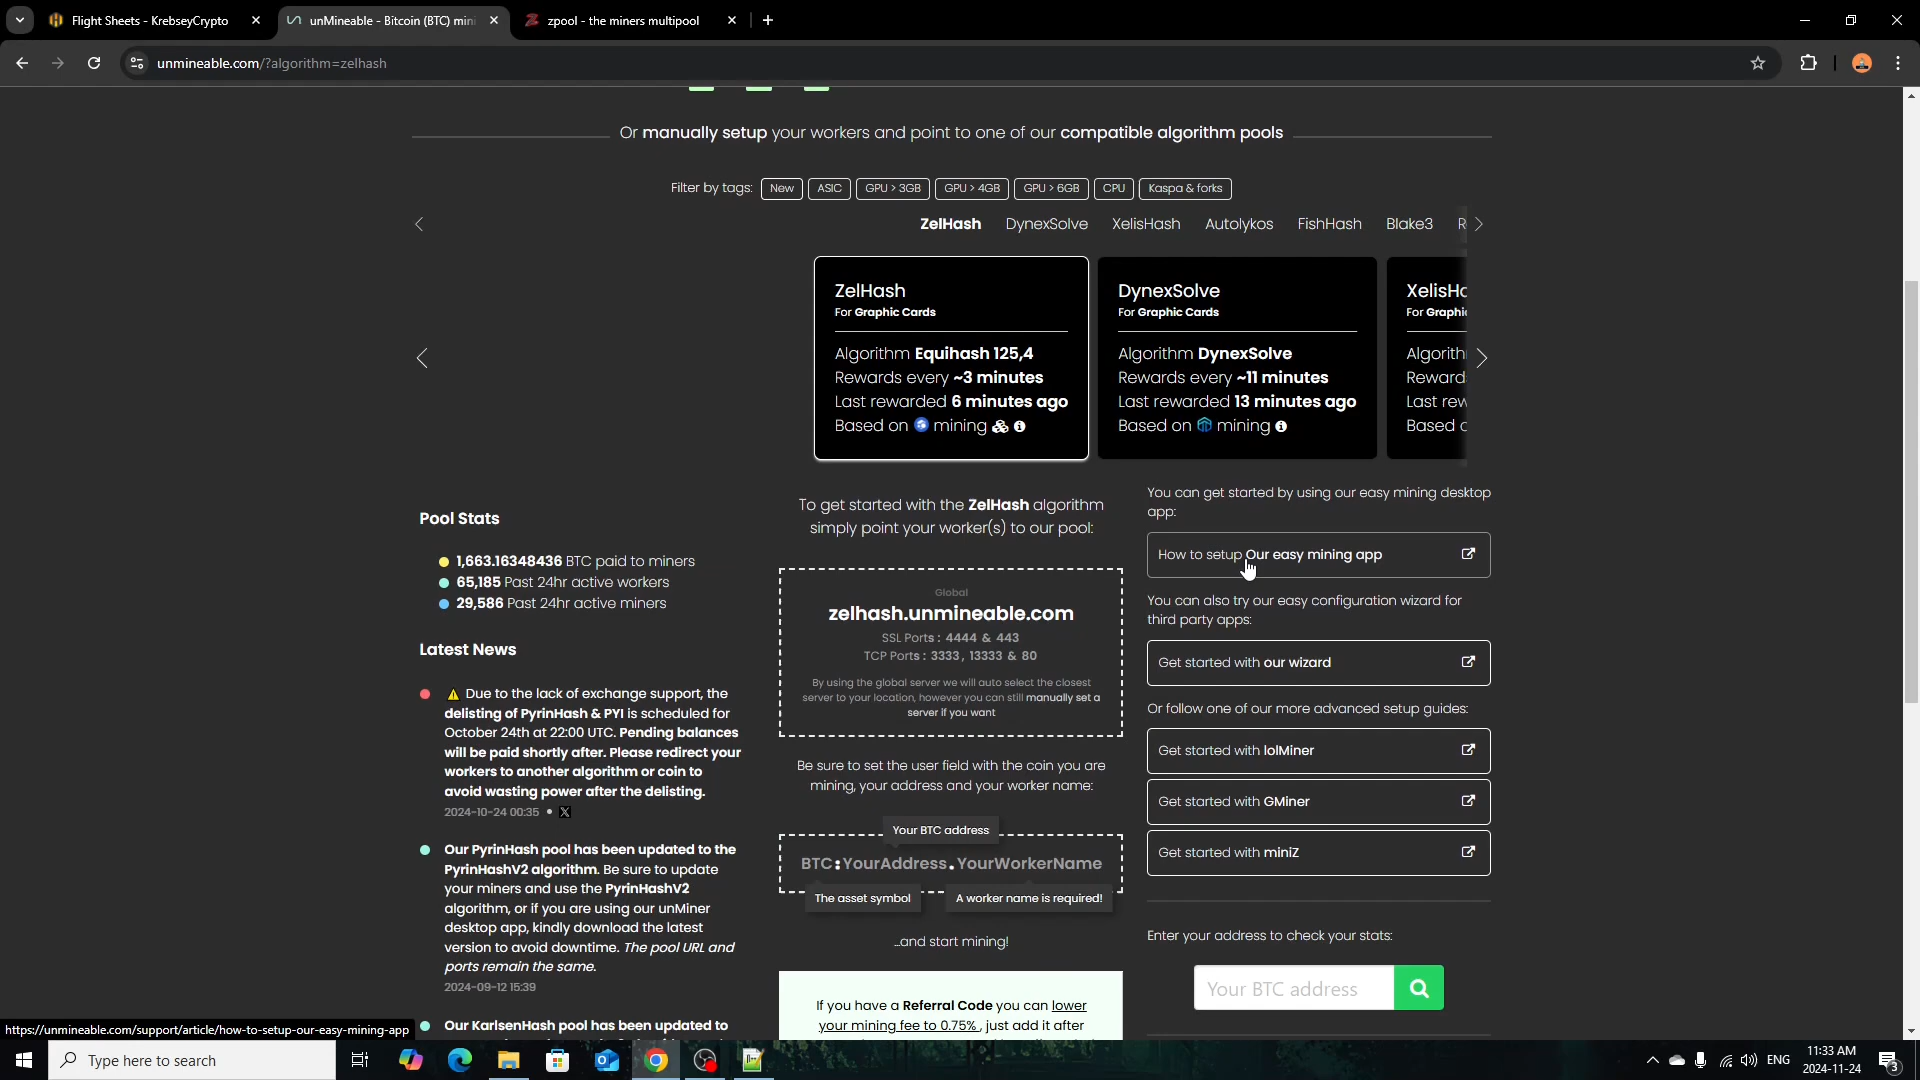 Flight Sheets - KrebseyCrypto
unMineable - Bitcoin (BTC) min
zpool - the miners multipool
unmineable.com/?algorithm=zelhash
Or manually setup your workers and point to one of our compatible algorithm pools
Filter by tags: New ASIC GPU > 3GB GPU > 4GB GPU > 6GB CPU Kaspa & forks
ZelHash DynexSolve XelisHash Autolykos FishHash Blake3 R
ZelHash
For Graphic Cards
Algorithm Equihash 125,4
Rewards every ~3 minutes
Last rewarded 6 minutes ago
Based on mining
DynexSolve
For Graphic Cards
Algorithm DynexSolve
Rewards every ~11 minutes
Last rewarded 13 minutes ago
Based on mining
XelisHa
For Graphic
Algorith
Reward
Last rew
Based o
Pool Stats
1,663.16348436 BTC paid to miners
65,185 Past 24hr active workers
29,586 Past 24hr active miners
Latest News
⚠ Due to the lack of exchange support, the
delisting of PyrinHash & PYI is scheduled for
October 24th at 22:00 UTC. Pending balances
will be paid shortly after. Please redirect your
workers to another algorithm or coin to
avoid wasting power after the delisting.
2024-10-24 00:35 • X
Our PyrinHash pool has been updated to the
PyrinHashV2 algorithm. Be sure to update
your miners and use the PyrinHashV2
algorithm, or if you are using our unMiner
desktop app, kindly download the latest
version to avoid downtime. The pool URL and
ports remain the same.
2024-09-12 15:39
Our KarlsenHash pool has been updated to
To get started with the ZelHash algorithm
simply point your worker(s) to our pool:
Global
zelhash.unmineable.com
SSL Ports : 4444 & 443
TCP Ports : 3333, 13333 & 80
By using the global server we will auto select the closest
server to your location, however you can still manually set a
server if you want
Be sure to set the user field with the coin you are
mining, your address and your worker name:
Your BTC address
BTC:YourAddress.YourWorkerName
The asset symbol
A worker name is required!
...and start mining!
If you have a Referral Code you can lower
your mining fee to 0.75% , just add it after
You can get started by using our easy mining desktop
app:
How to setup Our easy mining app
You can also try our easy configuration wizard for
third party apps:
Get started with our wizard
Or follow one of our more advanced setup guides:
Get started with lolMiner
Get started with GMiner
Get started with miniZ
Enter your address to check your stats:
Your BTC address
https://unmineable.com/support/article/how-to-setup-our-easy-mining-app
Type here to search
ENG
11:33 AM
2024-11-24
3